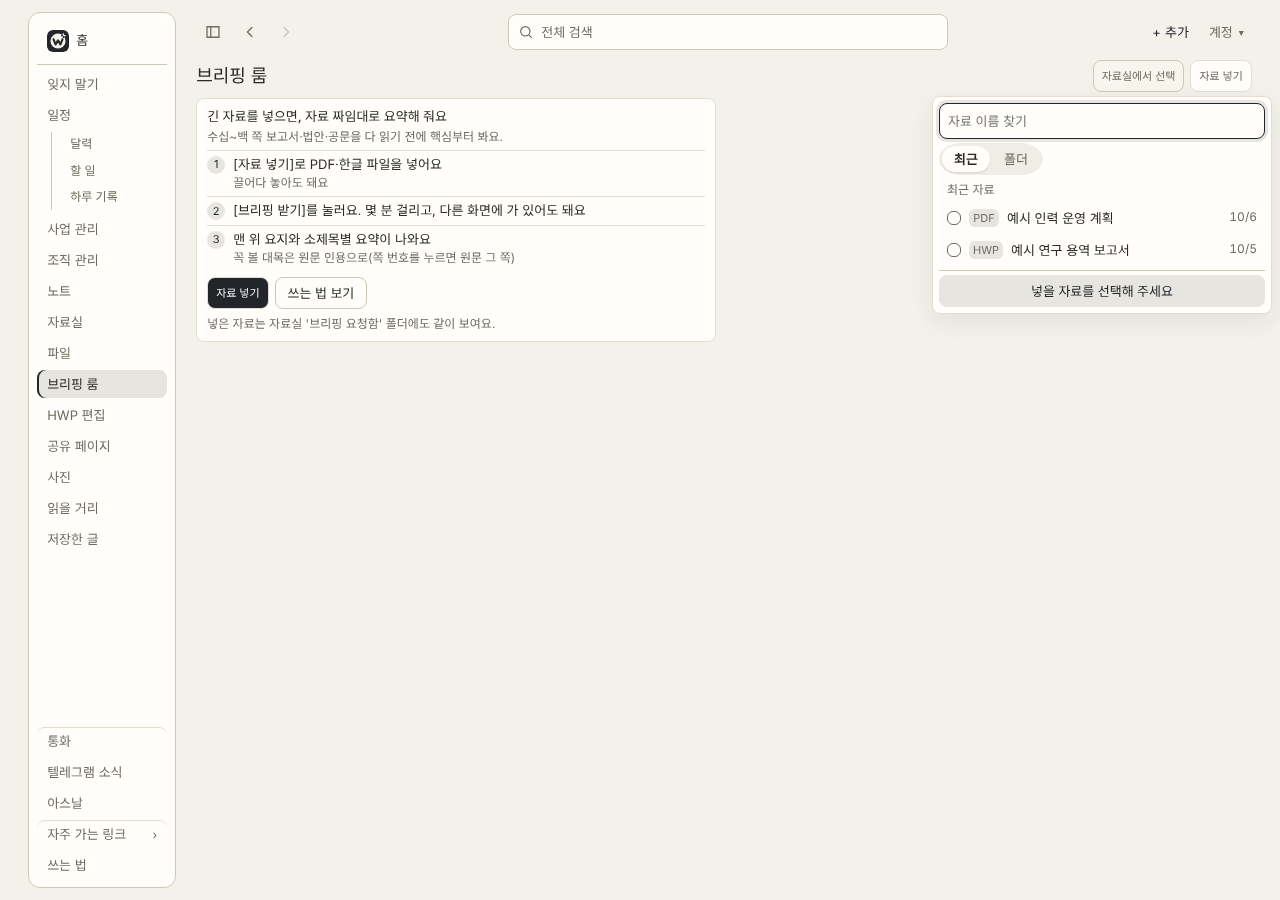 홈
잊지 말기
일정
달력
할 일
하루 기록
사업 관리
조직 관리
노트
자료실
파일
브리핑 룸
HWP 편집
공유 페이지
사진
읽을 거리
저장한 글
통화
텔레그램 소식
아스날
자주 가는 링크 ›
쓰는 법
전체 검색
+ 추가
계정 ▾
브리핑 룸
자료실에서 선택
자료 넣기
긴 자료를 넣으면, 자료 짜임대로 요약해 줘요
수십~백 쪽 보고서·법안·공문을 다 읽기 전에 핵심부터 봐요.
1 [자료 넣기]로 PDF·한글 파일을 넣어요
끌어다 놓아도 돼요
2 [브리핑 받기]를 눌러요. 몇 분 걸리고, 다른 화면에 가 있어도 돼요
3 맨 위 요지와 소제목별 요약이 나와요
꼭 볼 대목은 원문 인용으로(쪽 번호를 누르면 원문 그 쪽)
자료 넣기
쓰는 법 보기
넣은 자료는 자료실 '브리핑 요청함' 폴더에도 같이 보여요.
자료 이름 찾기
최근
폴더
최근 자료
PDF 예시 인력 운영 계획 10/6
HWP 예시 연구 용역 보고서 10/5
넣을 자료를 선택해 주세요